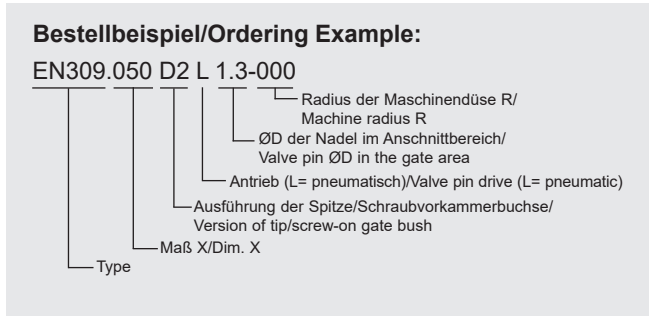 Bestellbeispiel/Ordering Example:
EN309.050 D2 L 1.3-000
Radius der Maschinendüse R/
Machine radius R
ØD der Nadel im Anschnittbereich/
Valve pin ØD in the gate area
Antrieb (L= pneumatisch)/Valve pin drive (L= pneumatic)
Ausführung der Spitze/Schraubvorkammerbuchse/
Version of tip/screw-on gate bush
Maß X/Dim. X
Type